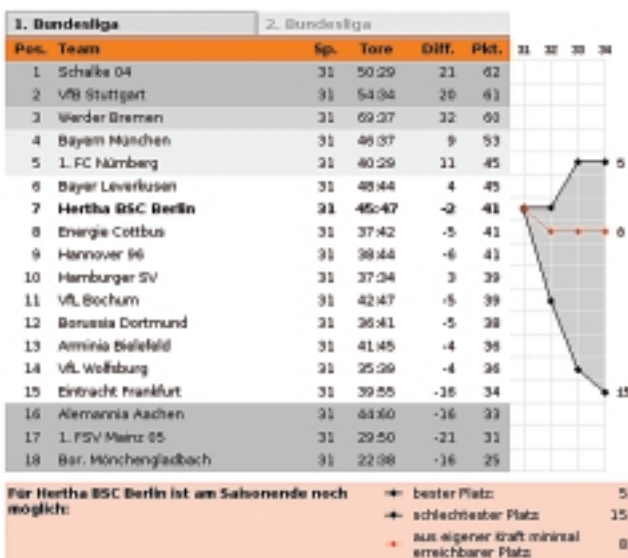 1. Bundesliga 2. Bundesliga
Pos. Team Sp. Tore Diff. Pkt. 31 32 33 34
1 Schalke 04 31 50:29 21 62
2 VfB Stuttgart 31 54:34 20 61
3 Werder Bremen 31 69:37 32 60
4 Bayern München 31 46:37 9 53
5 1. FC Nürnberg 31 40:29 11 45 5
6 Bayer Leverkusen 31 48:44 4 45
7 Hertha BSC Berlin 31 45:47 -2 41
8 Energie Cottbus 31 37:42 -5 41 8
9 Hannover 96 31 38:44 -6 41
10 Hamburger SV 31 37:34 3 39
11 VfL Bochum 31 42:47 -5 39
12 Borussia Dortmund 31 36:41 -5 38
13 Arminia Bielefeld 31 41:45 -4 36
14 VfL Wolfsburg 31 35:39 -4 36
15 Eintracht Frankfurt 31 39:55 -16 34 15
16 Alemannia Aachen 31 44:60 -16 33
17 1. FSV Mainz 05 31 29:50 -21 31
18 Bor. Mönchengladbach 31 22:38 -16 25
Für Hertha BSC Berlin ist am Saisonende noch
möglich:
bester Platz: 5
schlechtester Platz 15
aus eigener Kraft minimal
erreichbarer Platz 8